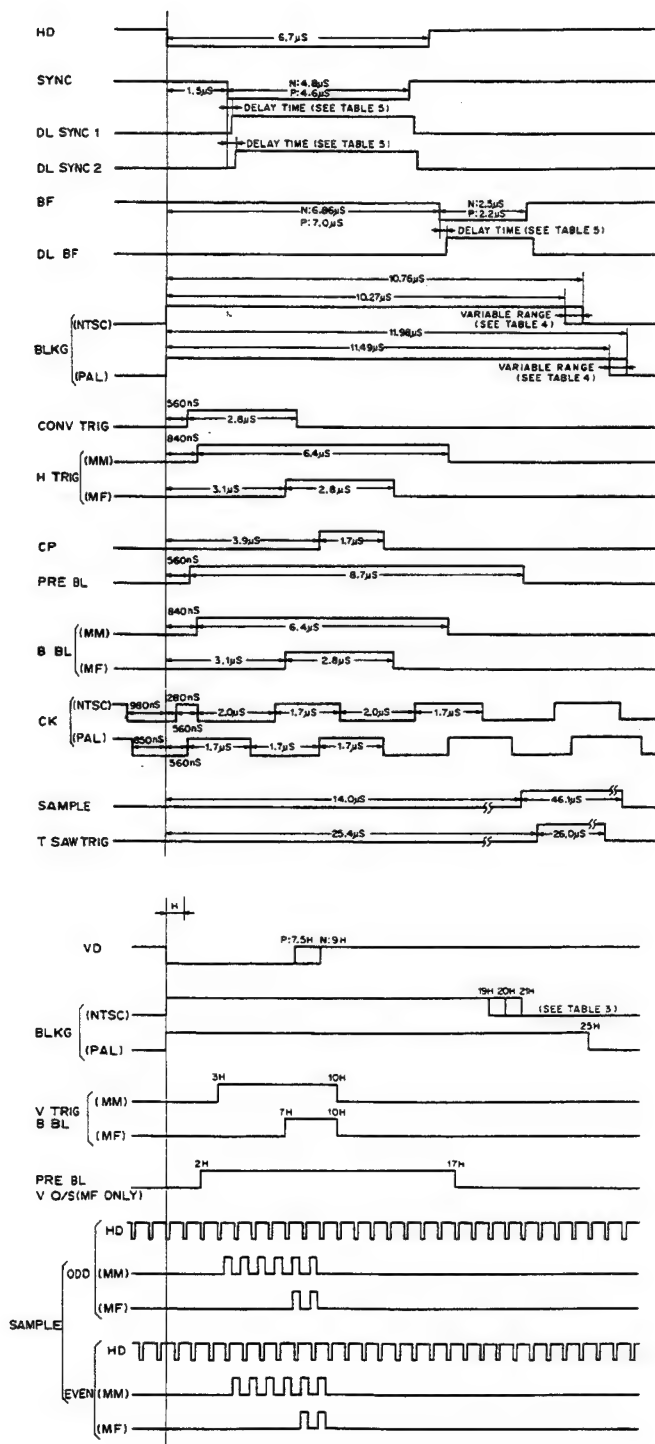 HD
6.7µS
SYNC
1.5µS
N:4.8µS
P:4.6µS
DELAY TIME (SEE TABLE 5)
DL SYNC 1
DELAY TIME (SEE TABLE 5)
DL SYNC 2
BF
N:6.86µS
P:7.0µS
N:2.5µS
P:2.2µS
DELAY TIME (SEE TABLE 5)
DL BF
10.76µS
10.27µS
VARIABLE RANGE
(SEE TABLE 4)
(NTSC)
11.98µS
BLKG
11.49µS
VARIABLE RANGE
(SEE TABLE 4)
(PAL)
560nS
2.8µS
CONV TRIG
840nS
6.4µS
(MM)
H TRIG
3.1µS
2.8µS
(MF)
3.9µS
1.7µS
CP
560nS
8.7µS
PRE BL
840nS
6.4µS
(MM)
B BL
3.1µS
2.8µS
(MF)
280nS
(NTSC)
980nS
2.0µS
1.7µS
2.0µS
1.7µS
CK
560nS
(PAL)
850nS
1.7µS
1.7µS
1.7µS
560nS
SAMPLE
14.0µS
46.1µS
T SAW TRIG
25.4µS
26.0µS
H
P:7.5H N:9H
VD
19H 20H 21H
(NTSC)
(SEE TABLE 3)
BLKG
25H
(PAL)
3H
10H
(MM)
V TRIG
B BL
7H
10H
(MF)
2H
17H
PRE BL
V O/S(MF ONLY)
HD
ODD
(MM)
(MF)
SAMPLE
HD
EVEN
(MM)
(MF)